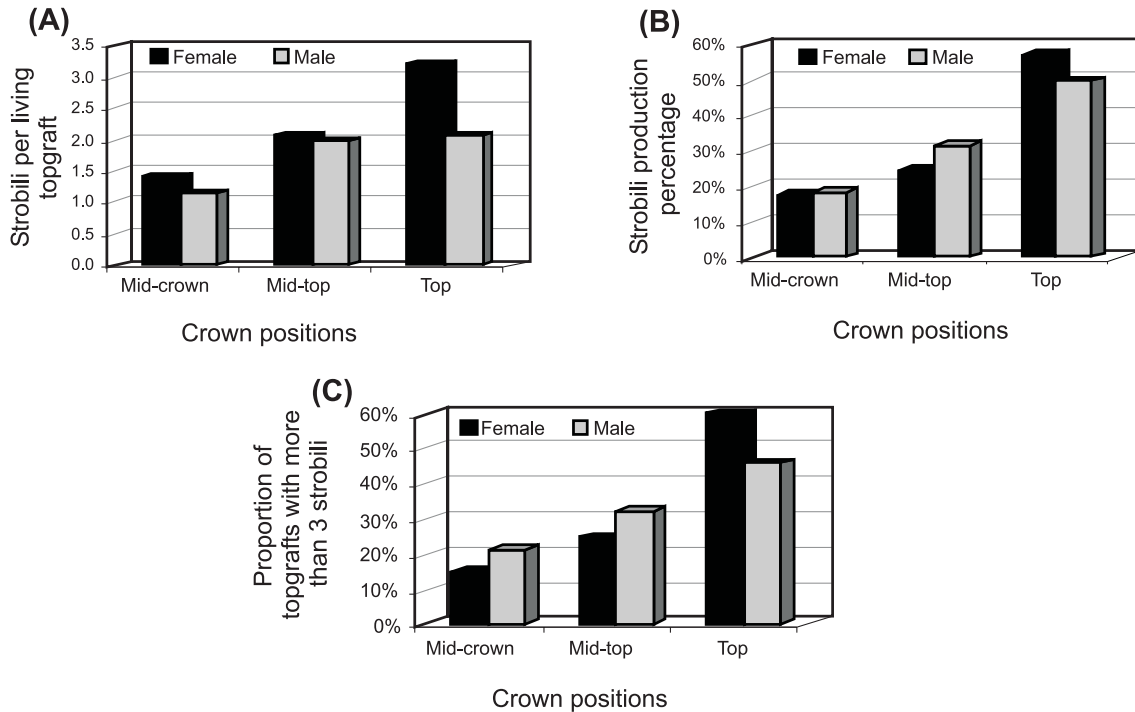 (A)
Strobili per living
topgraft
3.5
3.0
2.5
2.0
1.5
1.0
0.5
0.0
Female Male
Mid-crown Mid-top Top
Crown positions
(B)
Strobili production
percentage
60%
50%
40%
30%
20%
10%
0%
Female Male
Mid-crown Mid-top Top
Crown positions
(C)
Proportion of
topgrafts with more
than 3 strobili
60%
50%
40%
30%
20%
10%
0%
Female Male
Mid-crown Mid-top Top
Crown positions